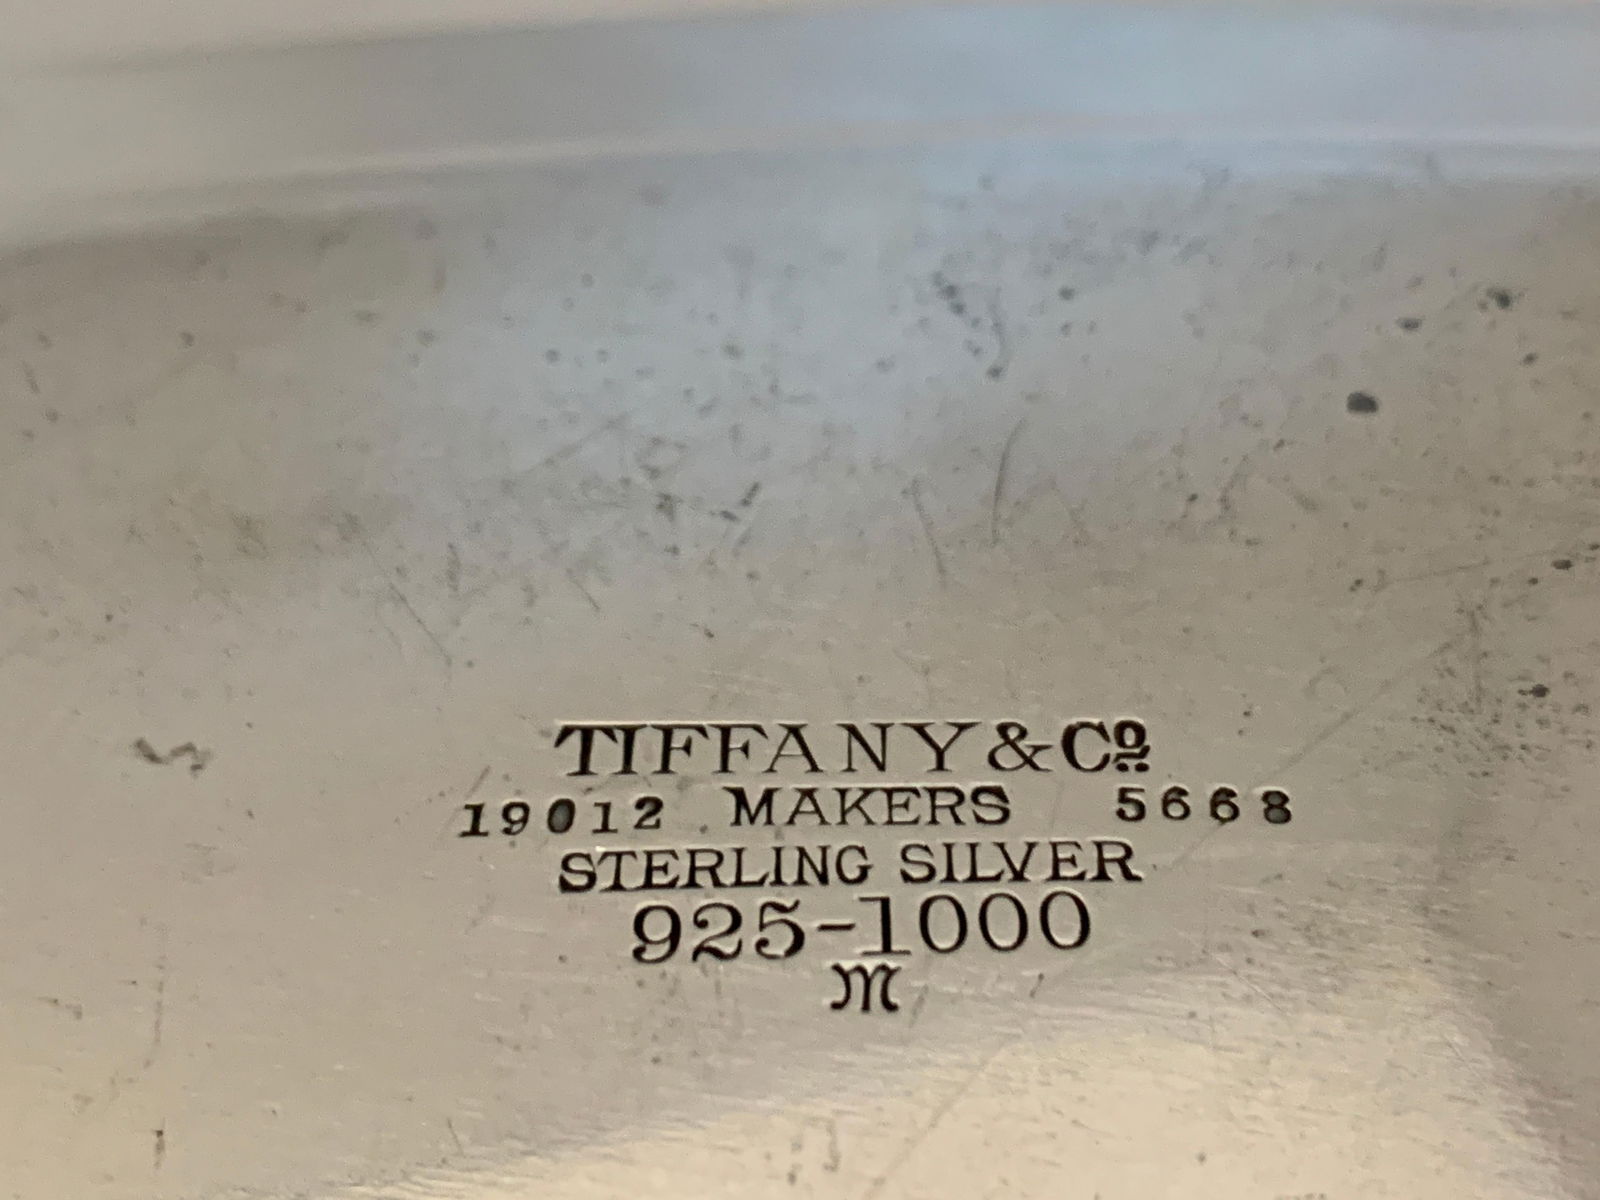 TIFFANY & Cº
19012 MAKERS 5668
STERLING SILVER
925-1000
M